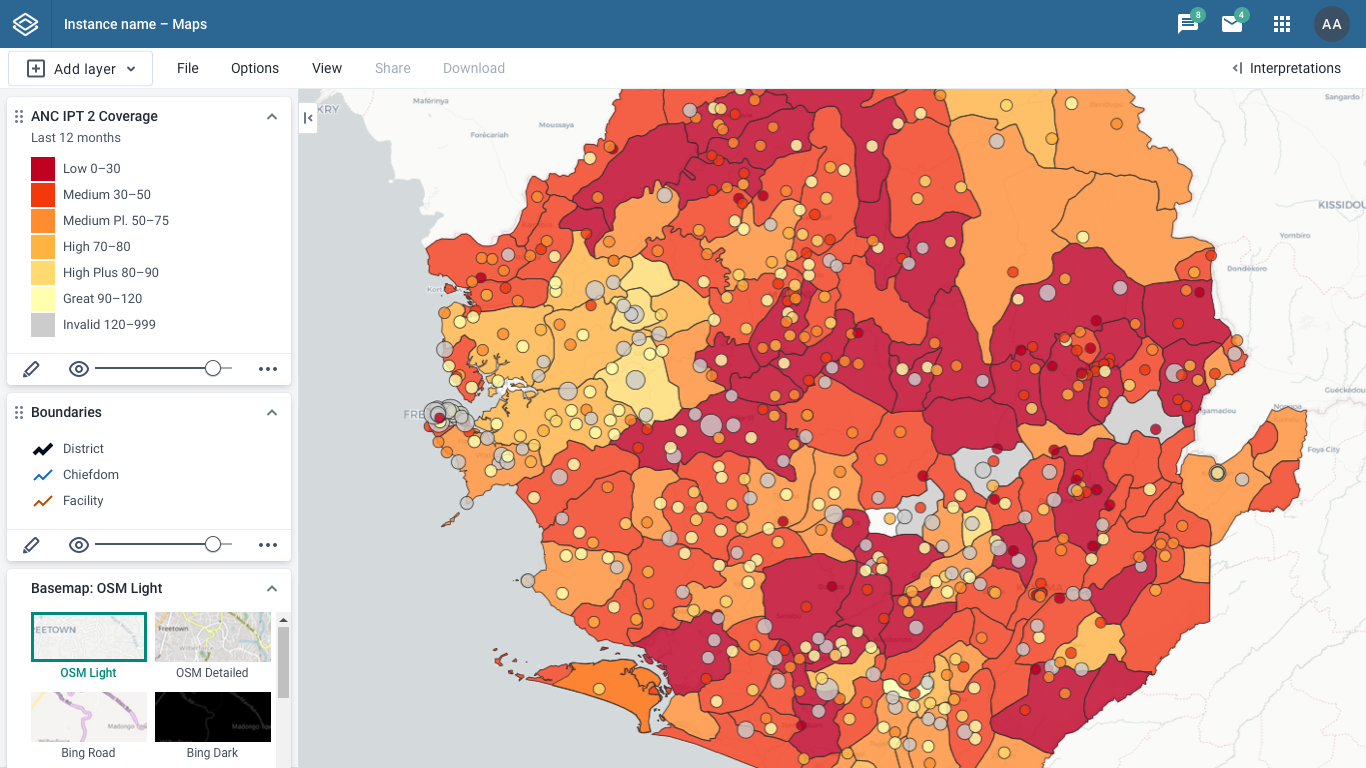 Instance name – Maps
8
4
AA
Add layer
File
Options
View
Share
Download
Interpretations
ANC IPT 2 Coverage
Last 12 months
Low 0–30
Medium 30–50
Medium Pl. 50–75
High 70–80
High Plus 80–90
Great 90–120
Invalid 120–999
Boundaries
District
Chiefdom
Facility
Basemap: OSM Light
REETOWN
Freetown
OSM Light
OSM Detailed
Madongo
Bing Road
Bing Dark
KRY
Maférinya
Forécariah
Moussaya
Sangardo
KISSIDOU
Yombiro
Dondékoro
Guéckédou
Foya City
FRE